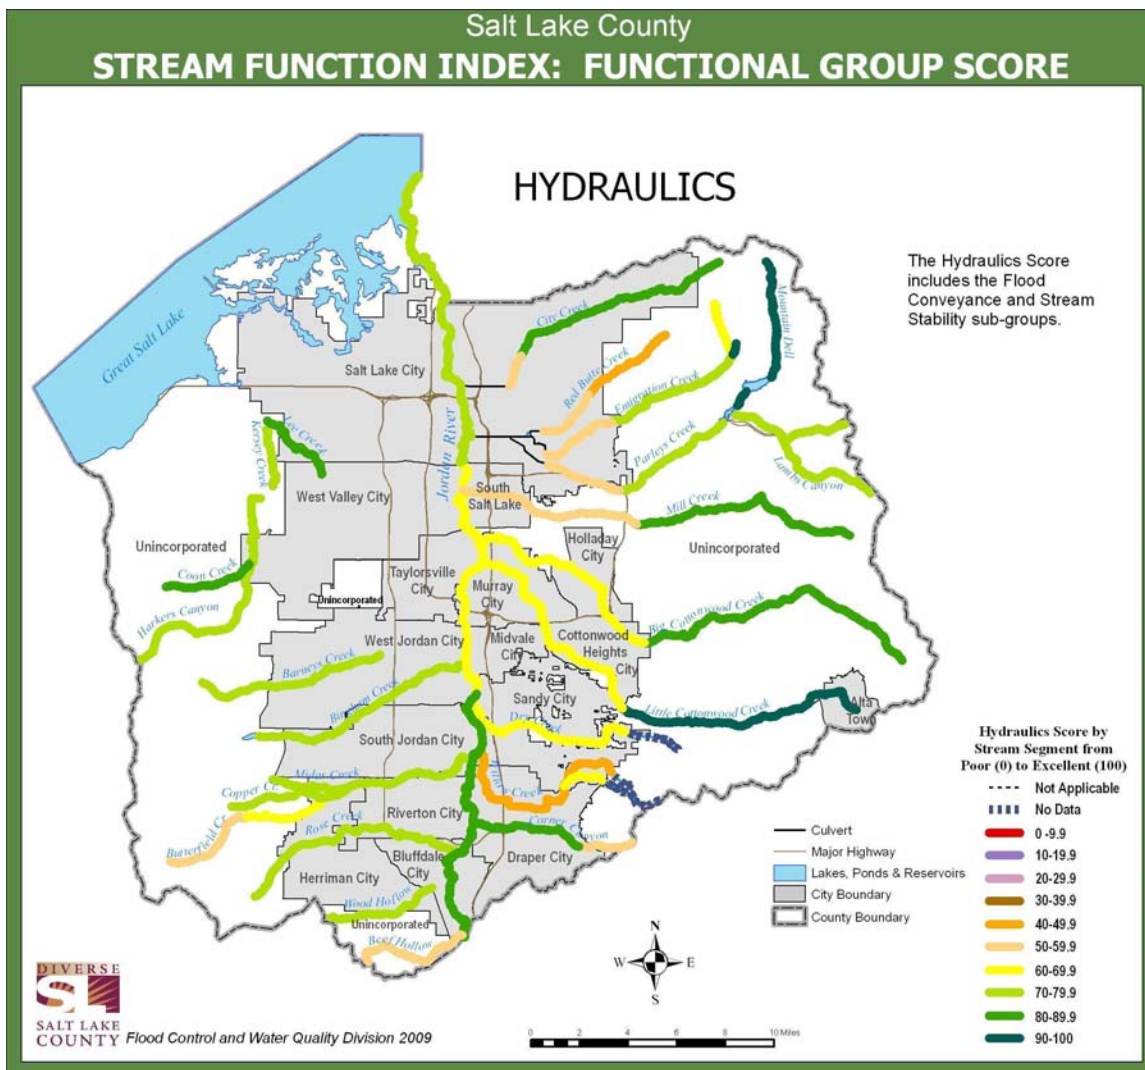 Salt Lake County
STREAM FUNCTION INDEX: FUNCTIONAL GROUP SCORE
HYDRAULICS
The Hydraulics Score
includes the Flood
Conveyance and Stream
Stability sub-groups.
Great Salt Lake
Salt Lake City
City Creek
Mountain Dell
Red Butte Creek
Emigration Creek
Parleys Creek
Lambs Canyon
Jordan River
Lee Creek
Kersey Creek
West Valley City
South
Salt Lake
Mill Creek
Holladay
City
Unincorporated
Unincorporated
Coon Creek
Harkers Canyon
Taylorsville
City
Unincorporated
Murray
City
Big Cottonwood Creek
West Jordan City
Midvale
City
Cottonwood
Heights
City
Barneys Creek
Bingham Creek
Sandy City
Little Cottonwood Creek
Alta
Town
Dry Creek
South Jordan City
Midas Creek
Copper Cr.
Willow Creek
Butterfield Cr.
Rose Creek
Riverton City
Corner Canyon
Bluffdale
City
Draper City
Herriman City
Wood Hollow
Unincorporated
Beef Hollow
Hydraulics Score by
Stream Segment from
Poor (0) to Excellent (100)
Not Applicable
No Data
0 -9.9
10-19.9
20-29.9
30-39.9
40-49.9
50-59.9
60-69.9
70-79.9
80-89.9
90-100
Culvert
Major Highway
Lakes, Ponds & Reservoirs
City Boundary
County Boundary
N
W E
S
DIVERSE
SL
SALT LAKE
COUNTY
Flood Control and Water Quality Division 2009
0 2 4 6 8 10 Miles